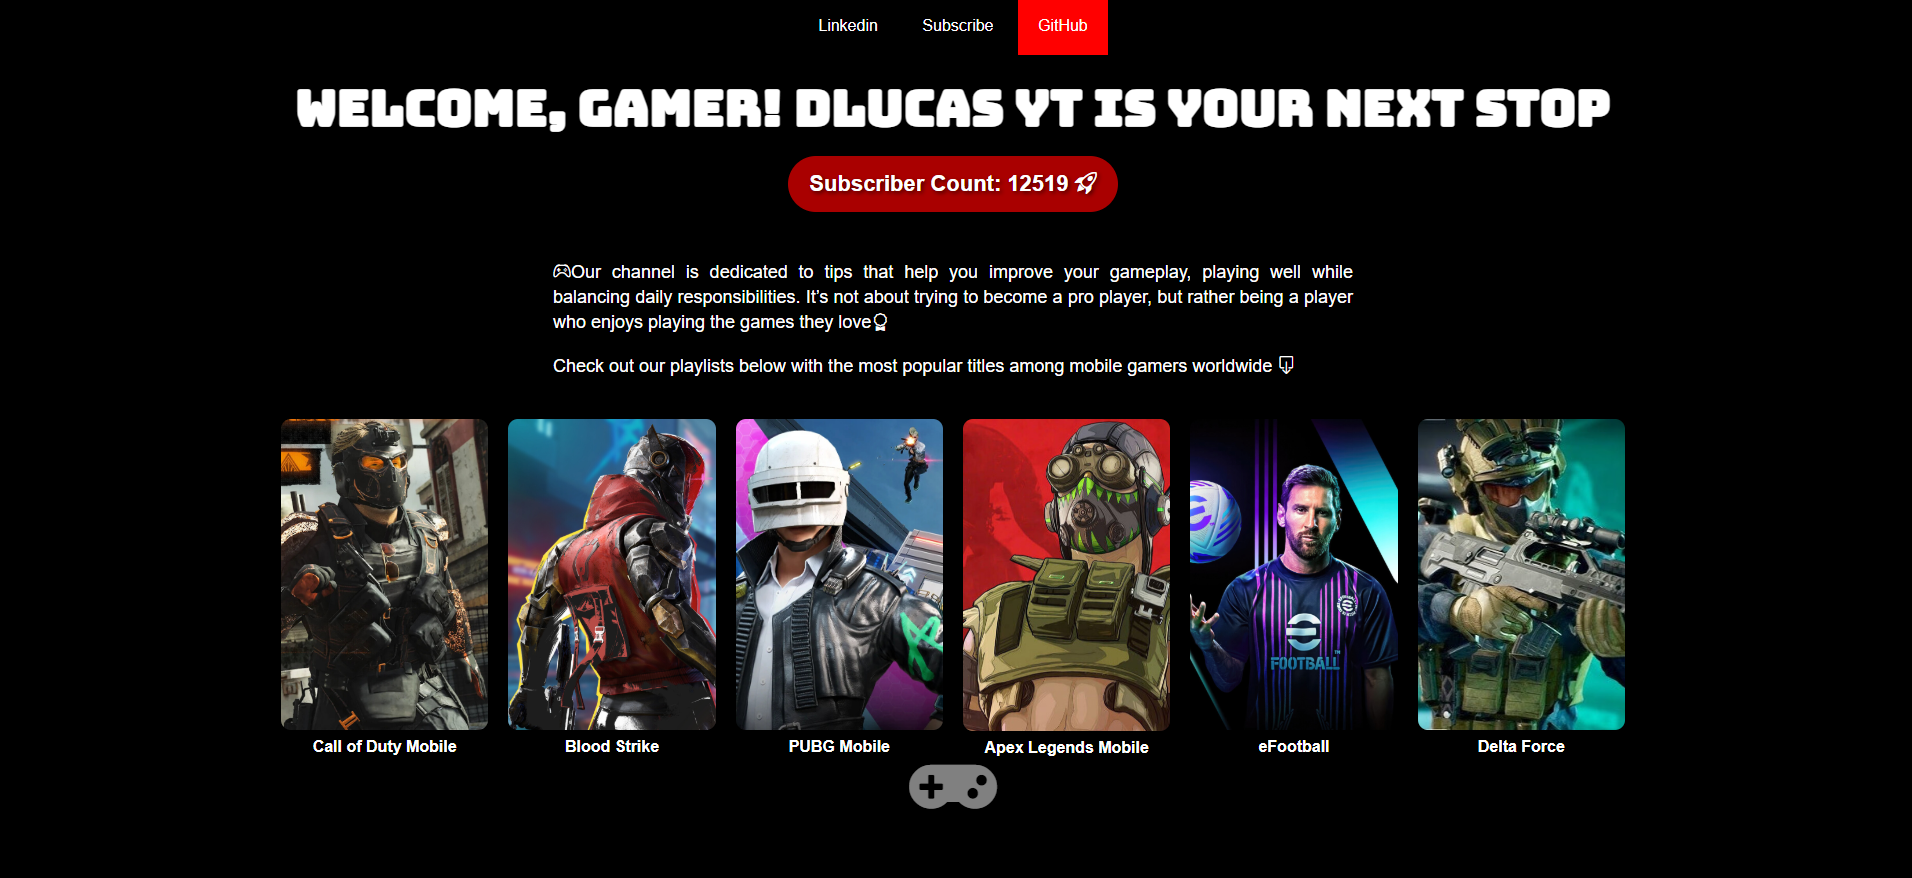 Linkedin Subscribe GitHub
WELCOME, GAMER! DLUCAS YT IS YOUR NEXT STOP
Subscriber Count: 12519
Our channel is dedicated to tips that help you improve your gameplay, playing well while
balancing daily responsibilities. It's not about trying to become a pro player, but rather being a player
who enjoys playing the games they love
Check out our playlists below with the most popular titles among mobile gamers worldwide
FOOTBALL™
Call of Duty Mobile
Blood Strike
PUBG Mobile
Apex Legends Mobile
eFootball
Delta Force